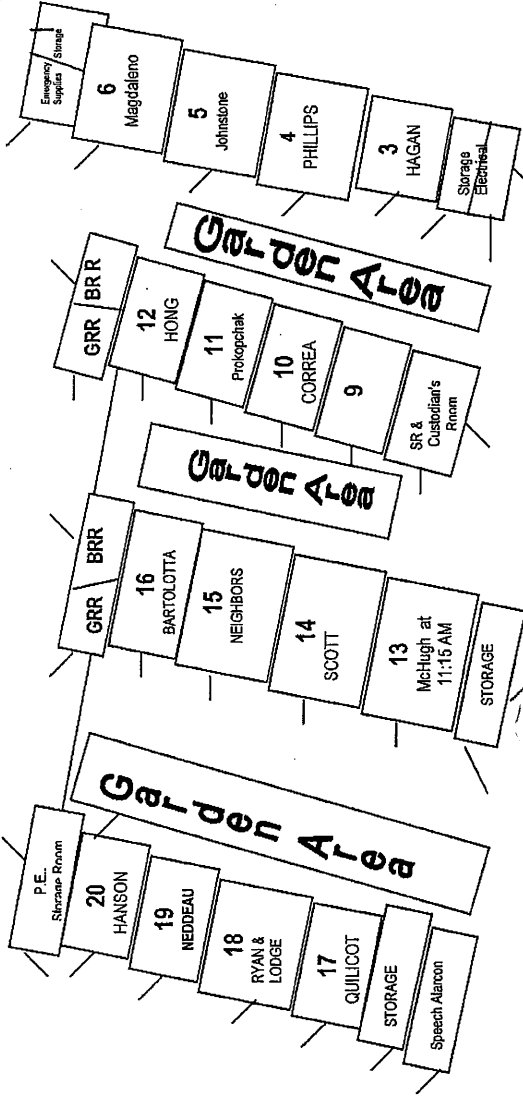 Emergency
Supplies
Storage
6
Magdaleno
5
Johnstone
4
PHILLIPS
3
HAGAN
Storage
Electrical
Garden Area
GRR
BR R
12
HONG
11
Prokopchak
10
CORREA
9
SR &
Custodian's
Room
Garden Area
GRR
BRR
16
BARTOLOTTA
15
NEIGHBORS
14
SCOTT
13
McHugh at
11:15 AM
STORAGE
Garden Area
P.E.
Storage Room
20
HANSON
19
NEDDEAU
18
RYAN &
LODGE
17
QUILICOT
STORAGE
Speech Alarcon